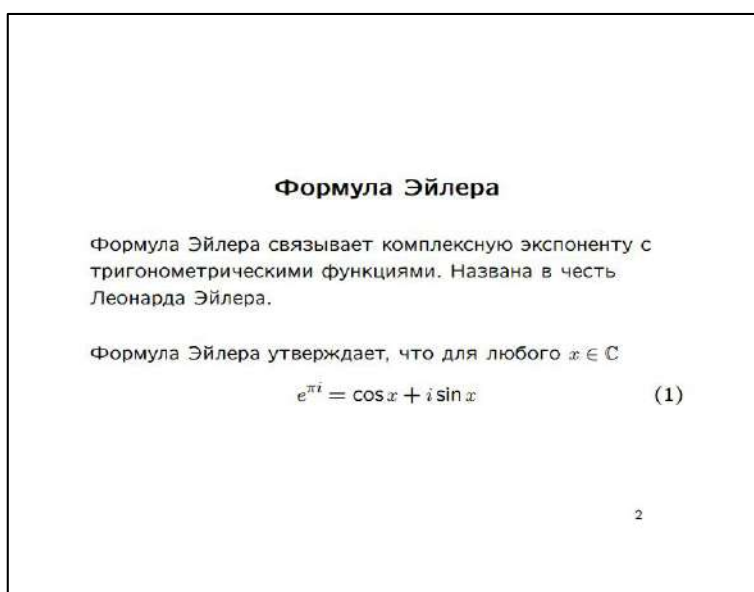 Формула Эйлера
Формула Эйлера связывает комплексную экспоненту с
тригонометрическими функциями. Названа в честь
Леонарда Эйлера.
Формула Эйлера утверждает, что для любого x ∈ ℂ
e^{πi} = cos x + i sin x (1)
2